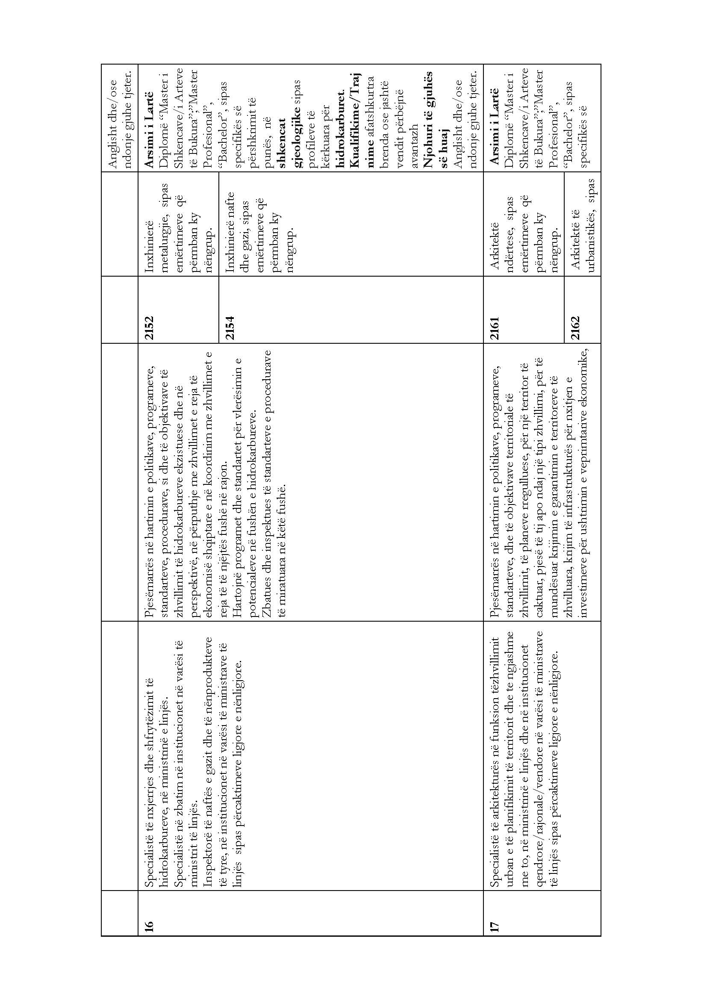 Anglisht dhe/ose
ndonje gjuhe tjeter.
16
Specialistë të nxjerrjes dhe shfrytëzimit të
hidrokarbureve, në ministrinë e linjës.
Specialistë në zbatim në institucionet në varësi të
ministrit të linjës.
Inspektorë të naftës e gazit dhe të nënprodukteve
të tyre, në institucionet në varësi të ministrave të
linjës sipas përcaktimeve ligjore e nënligjore.
Pjesëmarrës në hartimin e politikave, programeve,
standarteve, procedurave, si dhe të objektivave të
zhvillimit të hidrokarbureve ekzistuese dhe në
perspektivë, në përputhje me zhvillimet e reja të
ekonomisë shqiptare e në koordinim me zhvillimet e
reja të të njëjtës fushë në rajon.
Hartojnë programet dhe standartet për vlerësimin e
potencialeve në fushën e hidrokarbureve.
Zbatues dhe inspektues të standarteve e procedurave
të miratuara në këtë fushë.
2152
Inxhinierë
metalurgjie, sipas
emërtimeve që
përmban ky
nëngrup.
2154
Inxhinierë nafte
dhe gazi, sipas
emërtimeve që
përmban ky
nëngrup.
Arsimi i Lartë
Diplomë “Master i
Shkencave/i Arteve
të Bukura”;”Master
Profesional”,
“Bachelor”, sipas
specifikës së
përshkrimit të
punës, në
shkencat
gjeologjike sipas
profileve të
kërkuara për
hidrokarburet.
Kualifikime/Traj
nime afatshkurtra
brenda ose jashtë
vendit përbëjnë
avantazh
Njohuri të gjuhës
së huaj
Anglisht dhe/ose
ndonje gjuhe tjeter.
17
Specialistë të arkitekturës në funksion tëzhvillimit
urban e të planifikimit të territorit dhe te ngjashme
me to, në ministrinë e linjës dhe në institucionet
qendrore/rajonale/vendore në varësi të ministrave
të linjës sipas përcaktimeve ligjore e nënligjore.
Pjesëmarrës në hartimin e politikave, programeve,
standarteve, dhe të objektivave territoriale të
zhvillimit, të planeve rregulluese, për një territor të
caktuar, pjesë të tij apo ndaj një tipi zhvillimi, për të
mundësuar krijimin e garantimin e territoreve të
zhvilluara, krijim të infrastrukturës për nxitjen e
investimeve për ushtrimin e veprimtarive ekonomike,
2161
Arkitektë
ndërtese, sipas
emërtimeve që
përmban ky
nëngrup.
2162
Arkitektë të
urbanistikës, sipas
Arsimi i Lartë
Diplomë “Master i
Shkencave/i Arteve
të Bukura”;”Master
Profesional”,
“Bachelor”, sipas
specifikës së